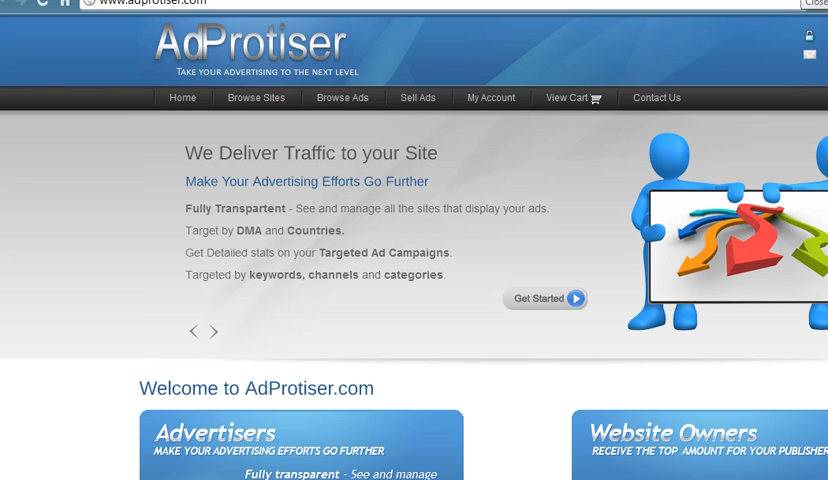 www.adprotiser.com
Close
AdProtiser
TAKE YOUR ADVERTISING TO THE NEXT LEVEL
Home Browse Sites Browse Ads Sell Ads My Account View Cart Contact Us
We Deliver Traffic to your Site
Make Your Advertising Efforts Go Further
Fully Transpartent - See and manage all the sites that display your ads.
Target by DMA and Countries.
Get Detailed stats on your Targeted Ad Campaigns.
Targeted by keywords, channels and categories.
Get Started
Welcome to AdProtiser.com
Advertisers
MAKE YOUR ADVERTISING EFFORTS GO FURTHER
Fully transparent - See and manage
Website Owners
RECEIVE THE TOP AMOUNT FOR YOUR PUBLISHER